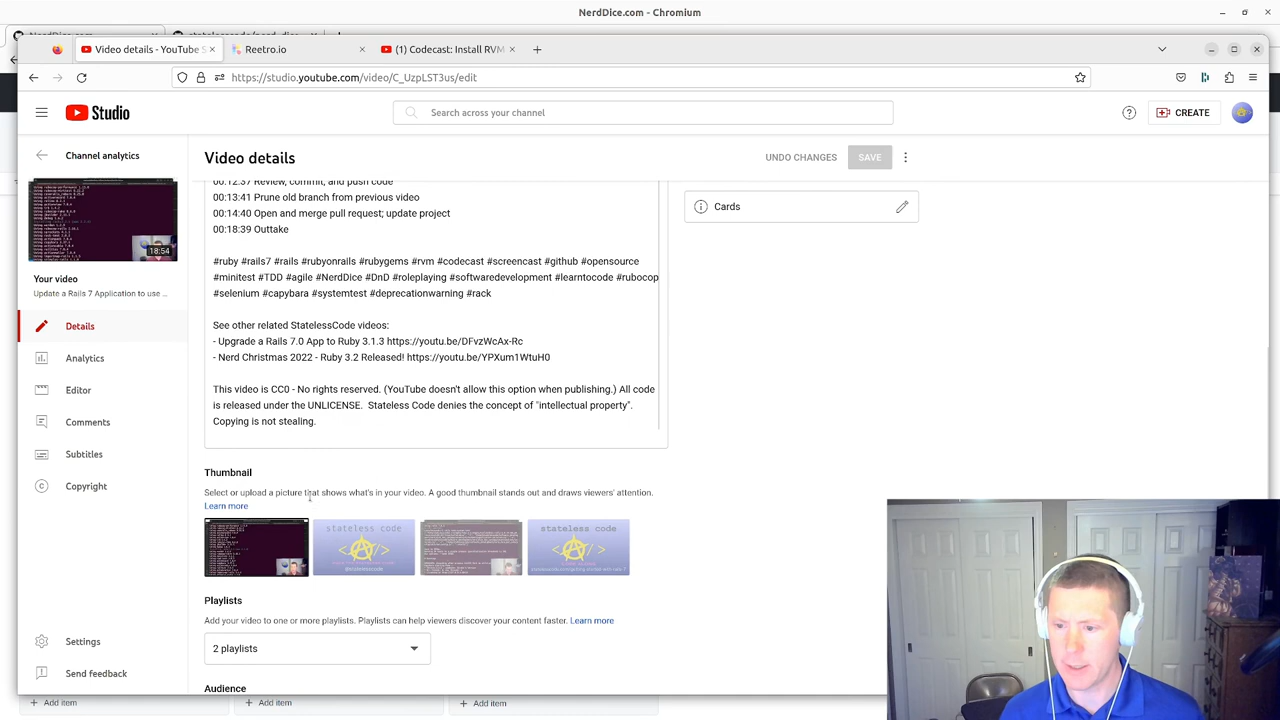 NerdDice.com - Chromium
Video details - YouTube S
Reetro.io
(1) Codecast: Install RVM
https://studio.youtube.com/video/C_UzpLST3us/edit
Studio
Search across your channel
CREATE
Channel analytics
Video details
UNDO CHANGES
SAVE
00:12:37 Review, commit, and push code
00:13:41 Prune old branch from previous video
00:14:40 Open and merge pull request; update project
00:18:39 Outtake
Cards
18:54
Your video
Update a Rails 7 Application to use ...
#ruby #rails7 #rails #rubyonrails #rubygems #rvm #codecast #screencast #github #opensource
#minitest #TDD #agile #NerdDice #DnD #roleplaying #softwaredevelopment #learntocode #rubocop
#selenium #capybara #systemtest #deprecationwarning #rack
Details
Analytics
Editor
Comments
Subtitles
Copyright
See other related StatelessCode videos:
- Upgrade a Rails 7.0 App to Ruby 3.1.3 https://youtu.be/DFvzWcAx-Rc
- Nerd Christmas 2022 - Ruby 3.2 Released! https://youtu.be/YPXum1WtuH0
This video is CC0 - No rights reserved. (YouTube doesn't allow this option when publishing.) All code
is released under the UNLICENSE.  Stateless Code denies the concept of "intellectual property".
Copying is not stealing.
Thumbnail
Select or upload a picture that shows what's in your video. A good thumbnail stands out and draws viewers' attention.
Learn more
stateless code
@statelesscode
stateless code
Playlists
Add your video to one or more playlists. Playlists can help viewers discover your content faster. Learn more
2 playlists
Settings
Send feedback
Audience
Add item
Add item
Add item